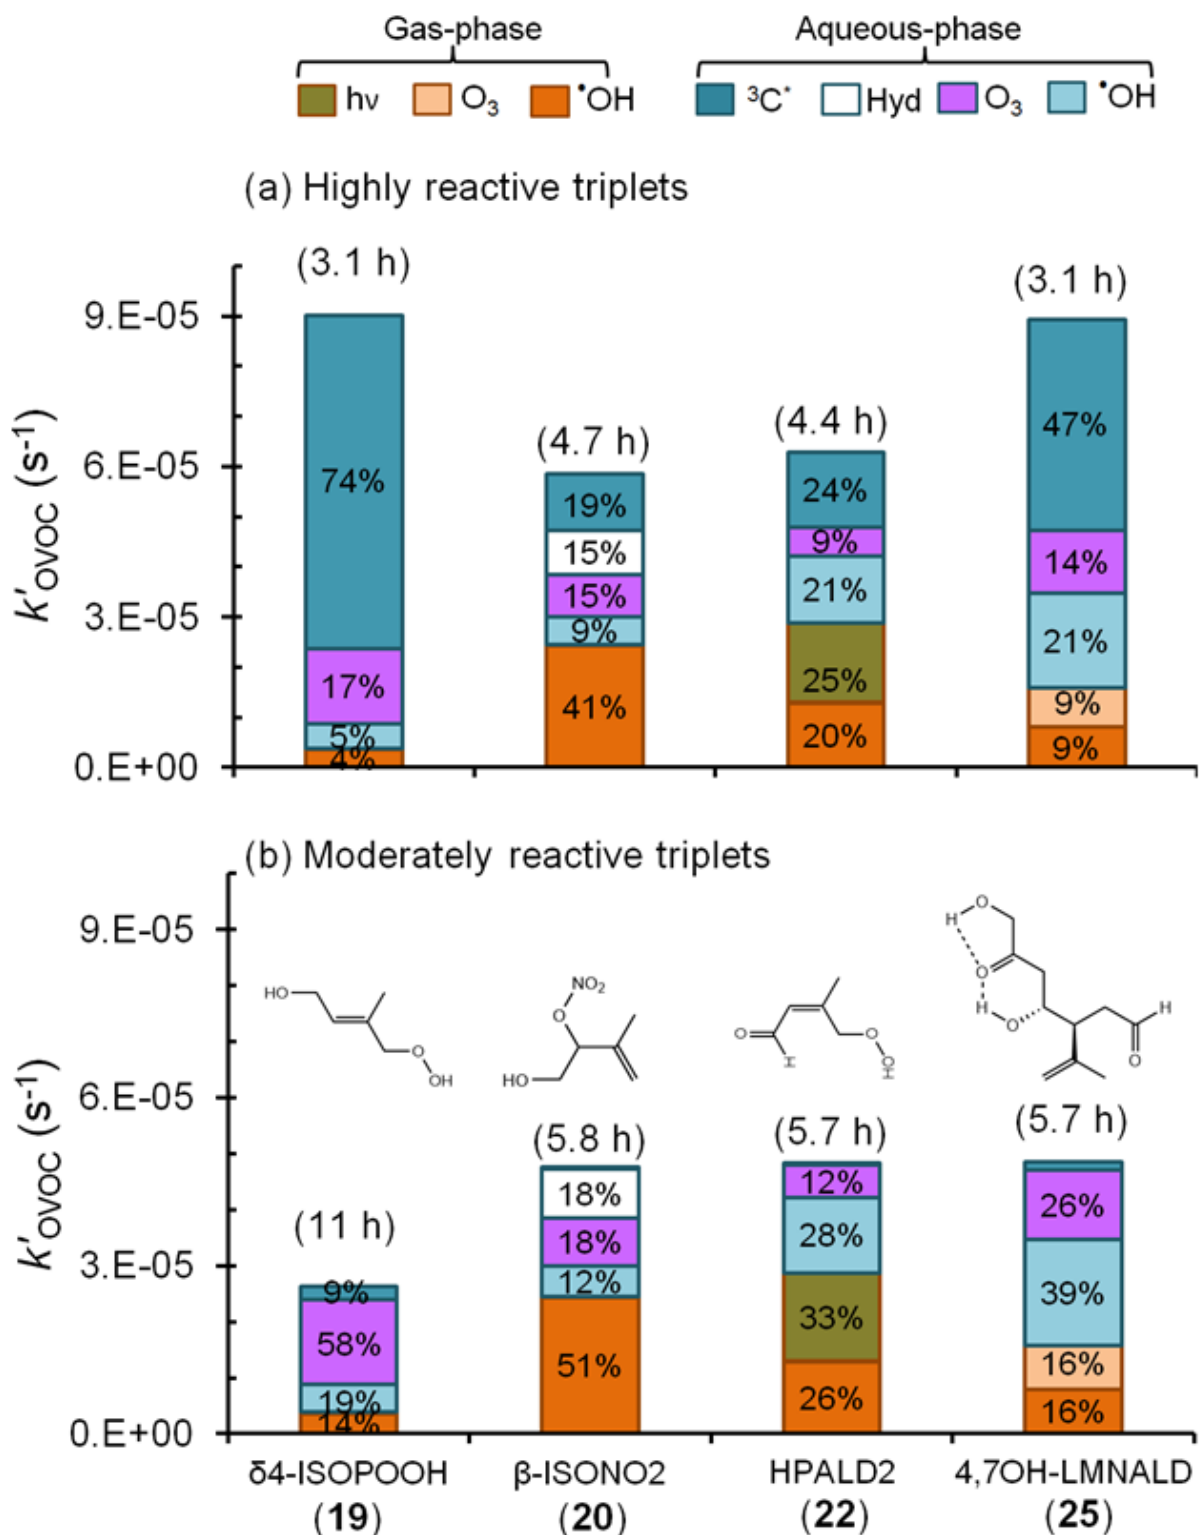 Gas-phase Aqueous-phase
hν O₃ •OH ³C* Hyd O₃ •OH
(a) Highly reactive triplets
(3.1 h) (4.7 h) (4.4 h) (3.1 h)
k′OVOC (s⁻¹)
9.E-05
6.E-05
3.E-05
0.E+00
74%
17%
5%
4%
19%
15%
15%
9%
41%
24%
9%
21%
25%
20%
47%
14%
21%
9%
9%
(b) Moderately reactive triplets
k′OVOC (s⁻¹)
9.E-05
6.E-05
3.E-05
0.E+00
HO O OH
NO₂ O HO
O H O OH
H O O H O H O
(11 h) (5.8 h) (5.7 h) (5.7 h)
9%
58%
19%
14%
18%
18%
12%
51%
12%
28%
33%
26%
26%
39%
16%
16%
δ4-ISOPOOH β-ISONO2 HPALD2 4,7OH-LMNALD
(19) (20) (22) (25)